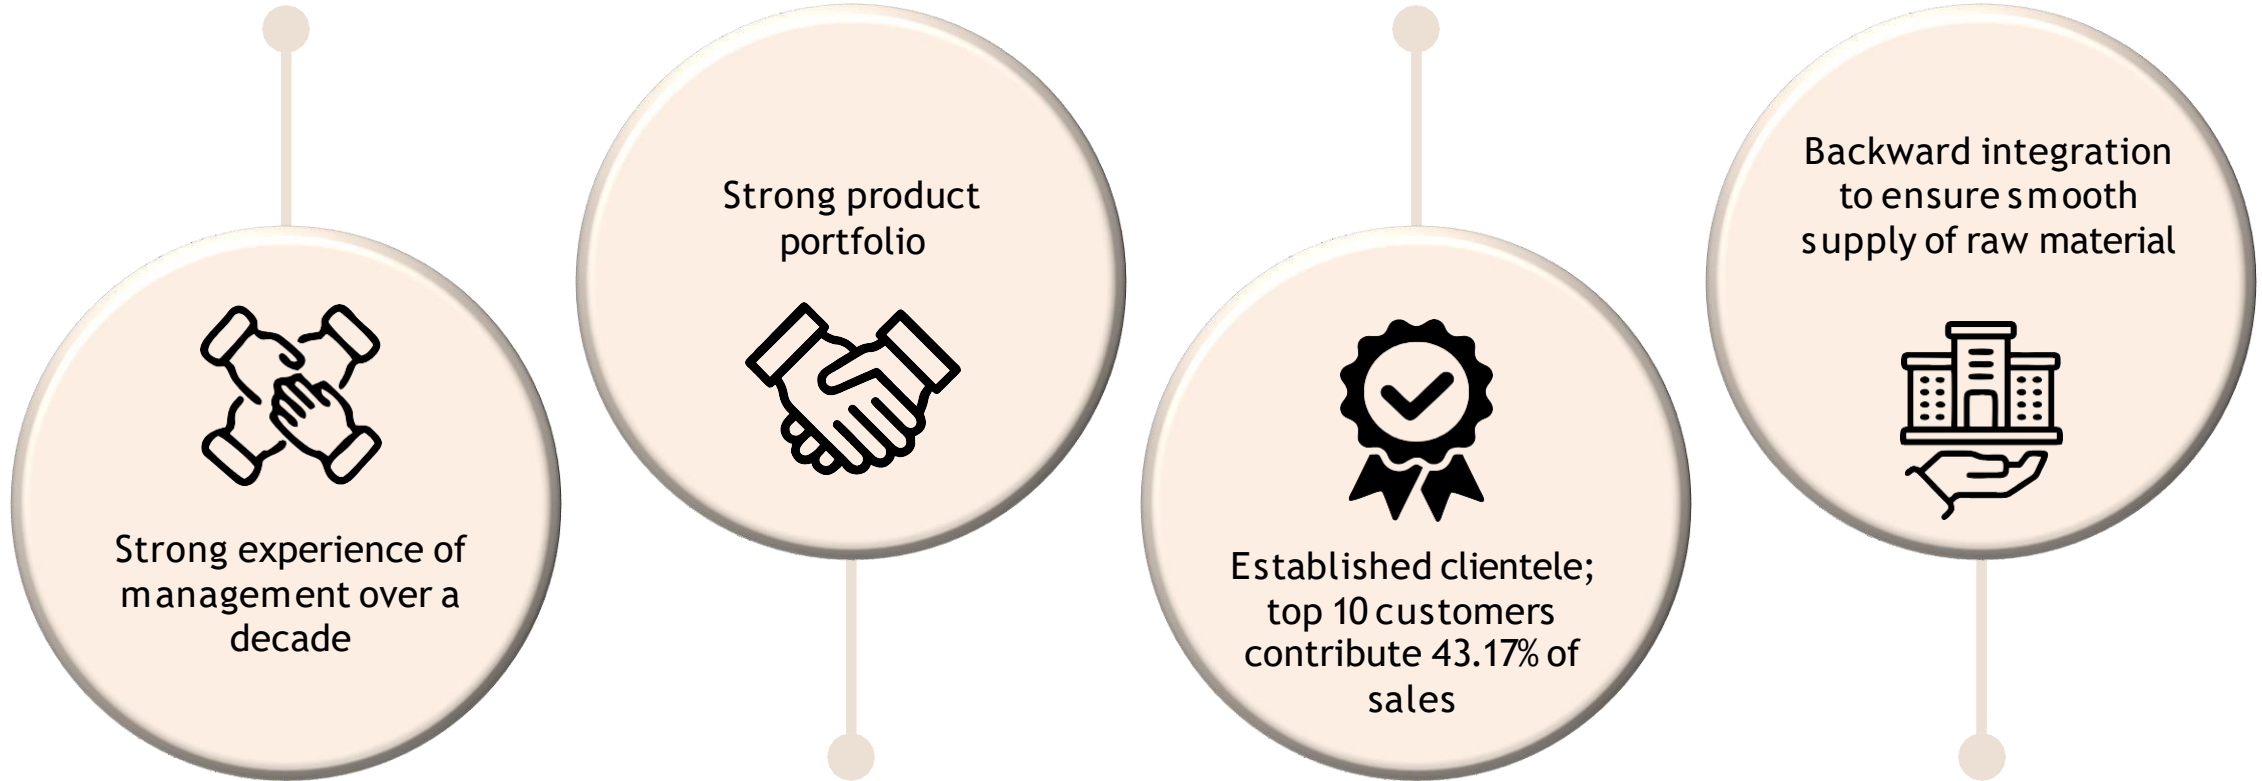 Strong experience of
management over a
decade
Strong product
portfolio
Established clientele;
top 10 customers
contribute 43.17% of
sales
Backward integration
to ensure smooth
supply of raw material